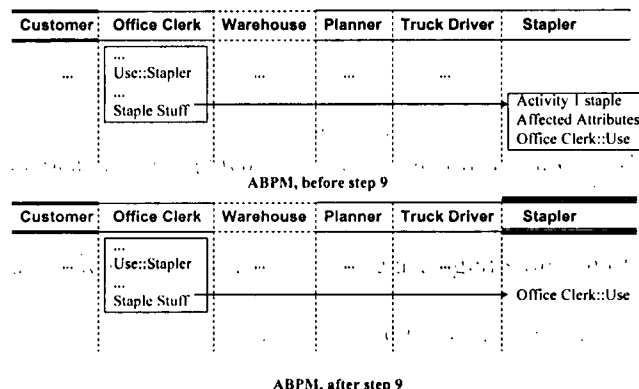 Customer Office Clerk Warehouse Planner Truck Driver Stapler
...
... Use::Stapler ... ... ...
...
Staple Stuff Activity 1 staple
Affected Attributes
Office Clerk::Use
ABPM, before step 9
Customer Office Clerk Warehouse Planner Truck Driver Stapler
...
... Use::Stapler ... ... ...
...
Staple Stuff Office Clerk::Use
ABPM, after step 9